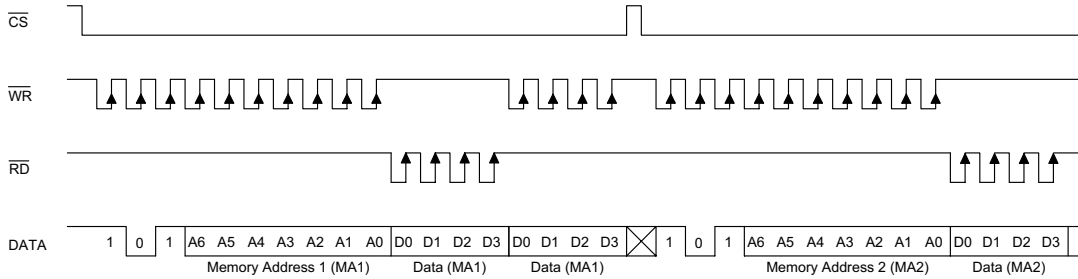 CS
WR
RD
DATA 1 0 1 A6 A5 A4 A3 A2 A1 A0 D0 D1 D2 D3 D0 D1 D2 D3 1 0 1 A6 A5 A4 A3 A2 A1 A0 D0 D1 D2 D3
Memory Address 1 (MA1) Data (MA1) Data (MA1) Memory Address 2 (MA2) Data (MA2)